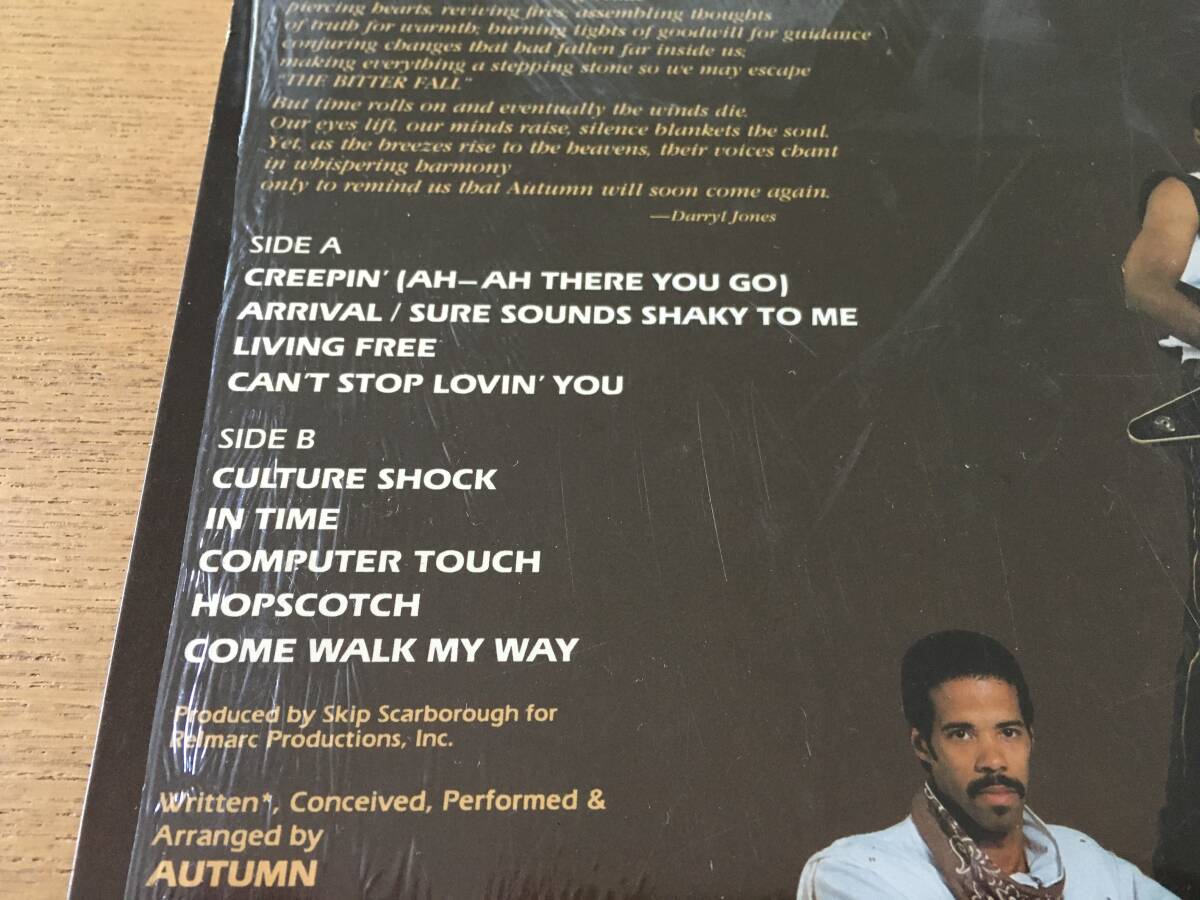 piercing hearts, reviving fires, assembling thoughts
of truth for warmth; burning lights of goodwill for guidance
conjuring changes that had fallen far inside us;
making everything a stepping stone so we may escape
"THE BITTER FALL"
But time rolls on and eventually the winds die.
Our eyes lift, our minds raise, silence blankets the soul.
Yet, as the breezes rise to the heavens, their voices chant
in whispering harmony
only to remind us that Autumn will soon come again.
—Darryl Jones
SIDE A
CREEPIN' (AH—AH THERE YOU GO)
ARRIVAL / SURE SOUNDS SHAKY TO ME
LIVING FREE
CAN'T STOP LOVIN' YOU
SIDE B
CULTURE SHOCK
IN TIME
COMPUTER TOUCH
HOPSCOTCH
COME WALK MY WAY
Produced by Skip Scarborough for
Relmarc Productions, Inc.
Written*, Conceived, Performed &
Arranged by
AUTUMN